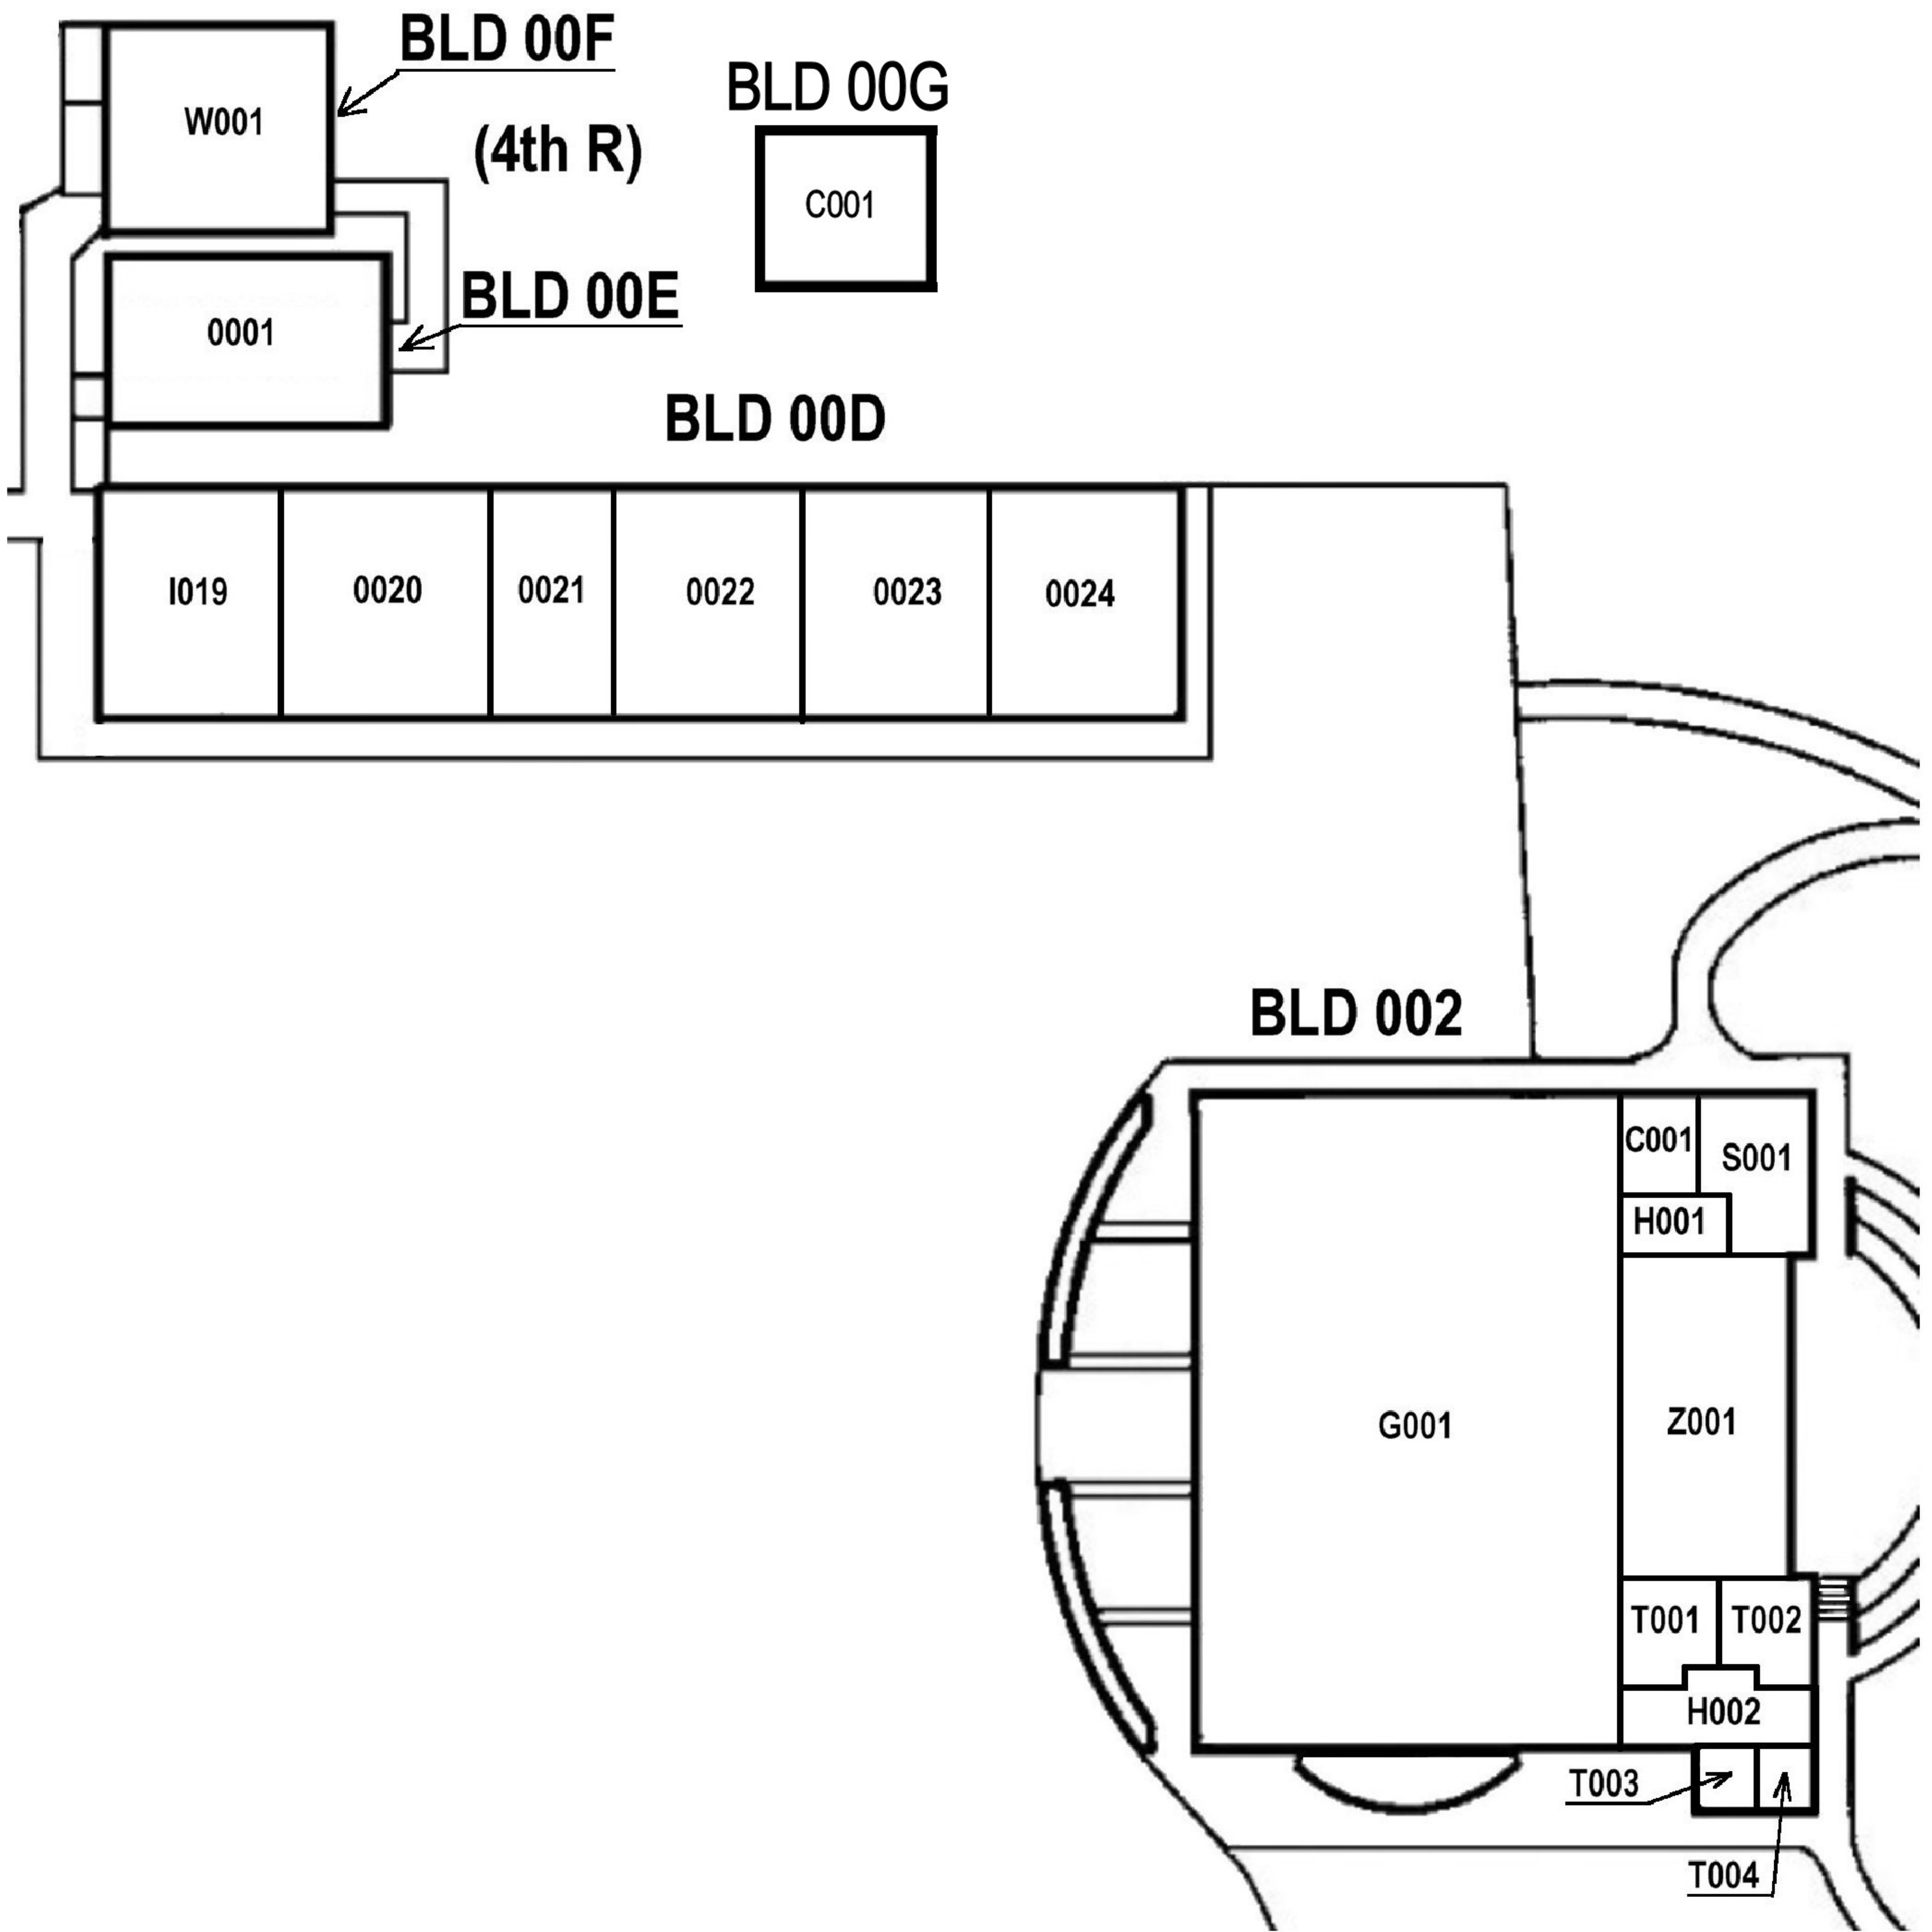 BLD 00F
W001
(4th R)
BLD 00G
C001
BLD 00E
0001
BLD 00D
I019
0020
0021
0022
0023
0024
BLD 002
C001
S001
H001
G001
Z001
T001
T002
H002
T003
T004